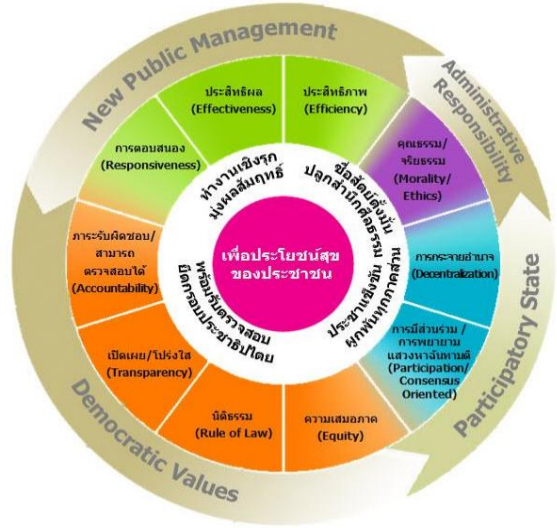 New Public Management
Administrative
Responsibility
Participatory State
Democratic Values
ประสิทธิผล
(Effectiveness)
ประสิทธิภาพ
(Efficiency)
คุณธรรม/
จริยธรรม
(Morality/
Ethics)
การกระจายอำนาจ
(Decentralization)
การมีส่วนร่วม /
การพยายาม
แสวงหาฉันทามติ
(Participation/
Consensus
Oriented)
ความเสมอภาค
(Equity)
นิติธรรม
(Rule of Law)
เปิดเผย/โปร่งใส
(Transparency)
ภาระรับผิดชอบ/
สามารถ
ตรวจสอบได้
(Accountability)
การตอบสนอง
(Responsiveness)
ทำงานเชิงรุก
มุ่งผลสัมฤทธิ์
ซื่อสัตย์ตั้งมั่น
ปลูกสำนึกศีลธรรม
ประชาแข็งขัน
ผูกพันทุกภาคส่วน
พร้อมรับตรวจสอบ
ยึดกรอบประชาธิปไตย
เพื่อประโยชน์สุข
ของประชาชน